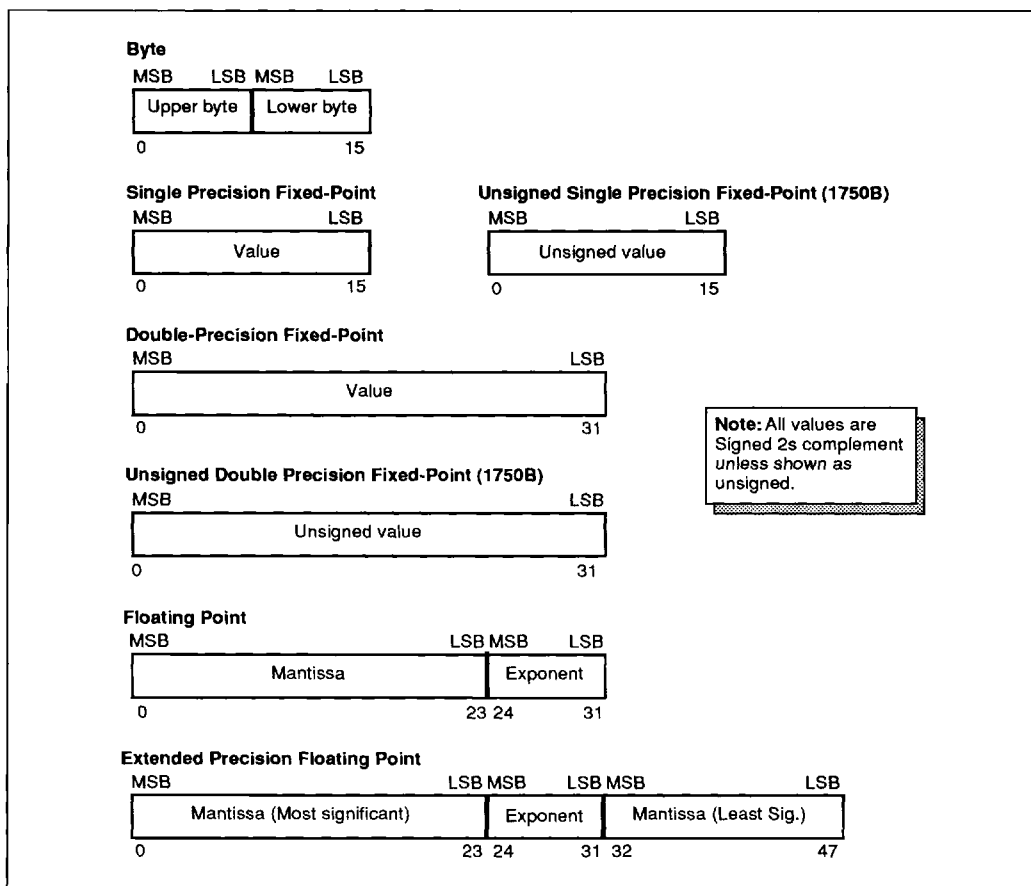 Byte
MSB LSB MSB LSB
Upper byte Lower byte
0 15
Single Precision Fixed-Point
MSB LSB
Value
0 15
Unsigned Single Precision Fixed-Point (1750B)
MSB LSB
Unsigned value
0 15
Double-Precision Fixed-Point
MSB LSB
Value
0 31
Note: All values are
Signed 2s complement
unless shown as
unsigned.
Unsigned Double Precision Fixed-Point (1750B)
MSB LSB
Unsigned value
0 31
Floating Point
MSB LSB MSB LSB
Mantissa Exponent
0 23 24 31
Extended Precision Floating Point
MSB LSB MSB LSB MSB LSB
Mantissa (Most significant) Exponent Mantissa (Least Sig.)
0 23 24 31 32 47